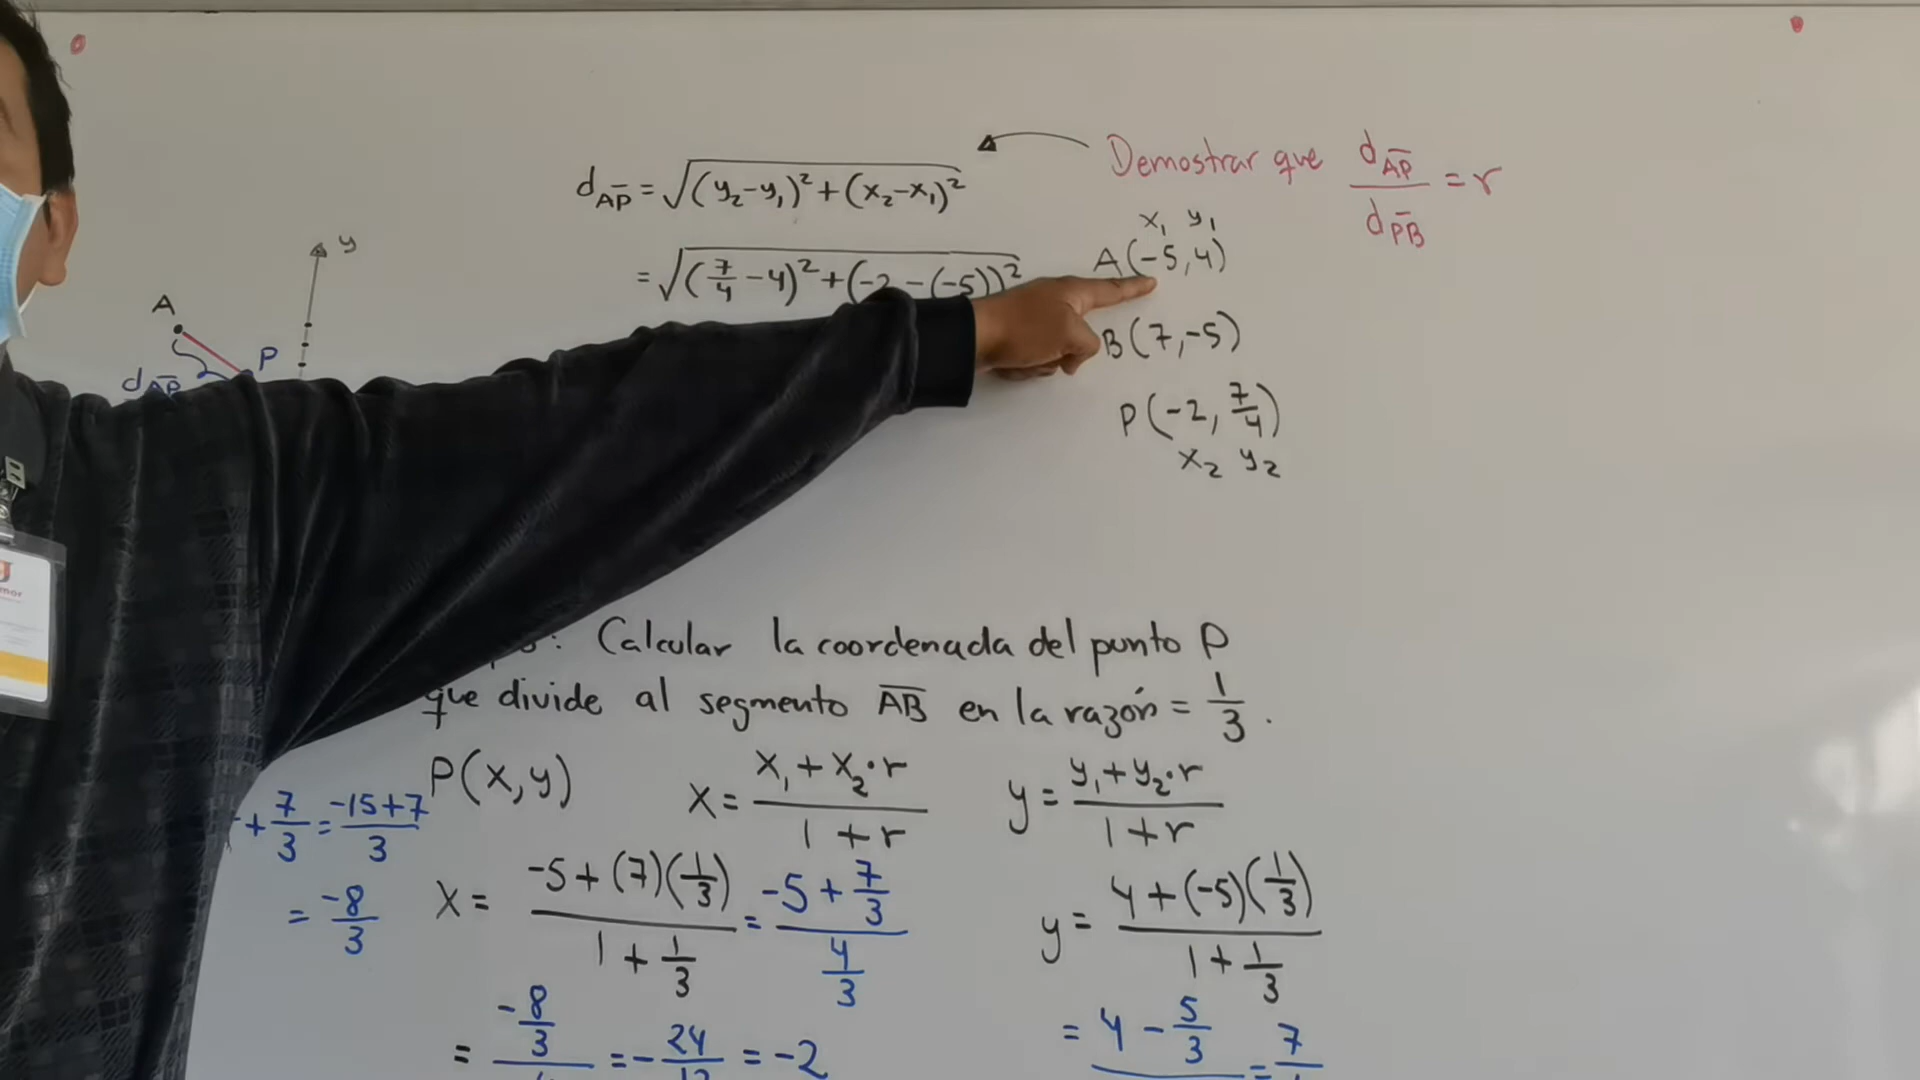 Demostrar que d_AP̅ / d_PB̅ = r
d_AP̅ = √((y₂-y₁)² + (x₂-x₁)²)
= √((7/4 - 4)² + (-2 - (-5))²)
x₁ y₁
A(-5,4)
B(7,-5)
P(-2, 7/4)
x₂ y₂
y
A
P
d_AP̅
: Calcular la coordenada del punto P
que divide al segmento A̅B̅ en la razón = 1/3.
P(x,y)
x = (x₁ + x₂·r) / (1 + r)
y = (y₁ + y₂·r) / (1 + r)
+ 7/3 = (-15+7)/3
= -8/3
x = (-5 + (7)(1/3)) / (1 + 1/3) = (-5 + 7/3) / (4/3)
y = (4 + (-5)(1/3)) / (1 + 1/3)
= -8/3
= -24
= -2
= 4 - 5/3
= 7